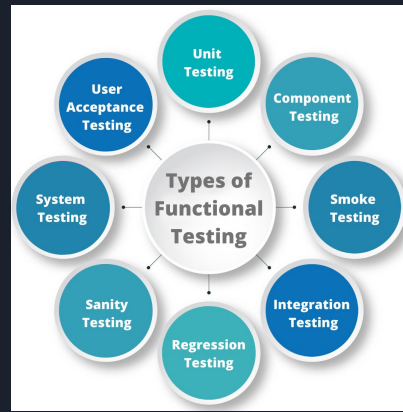 Types of
Functional
Testing
Unit
Testing
Component
Testing
Smoke
Testing
Integration
Testing
Regression
Testing
Sanity
Testing
System
Testing
User
Acceptance
Testing